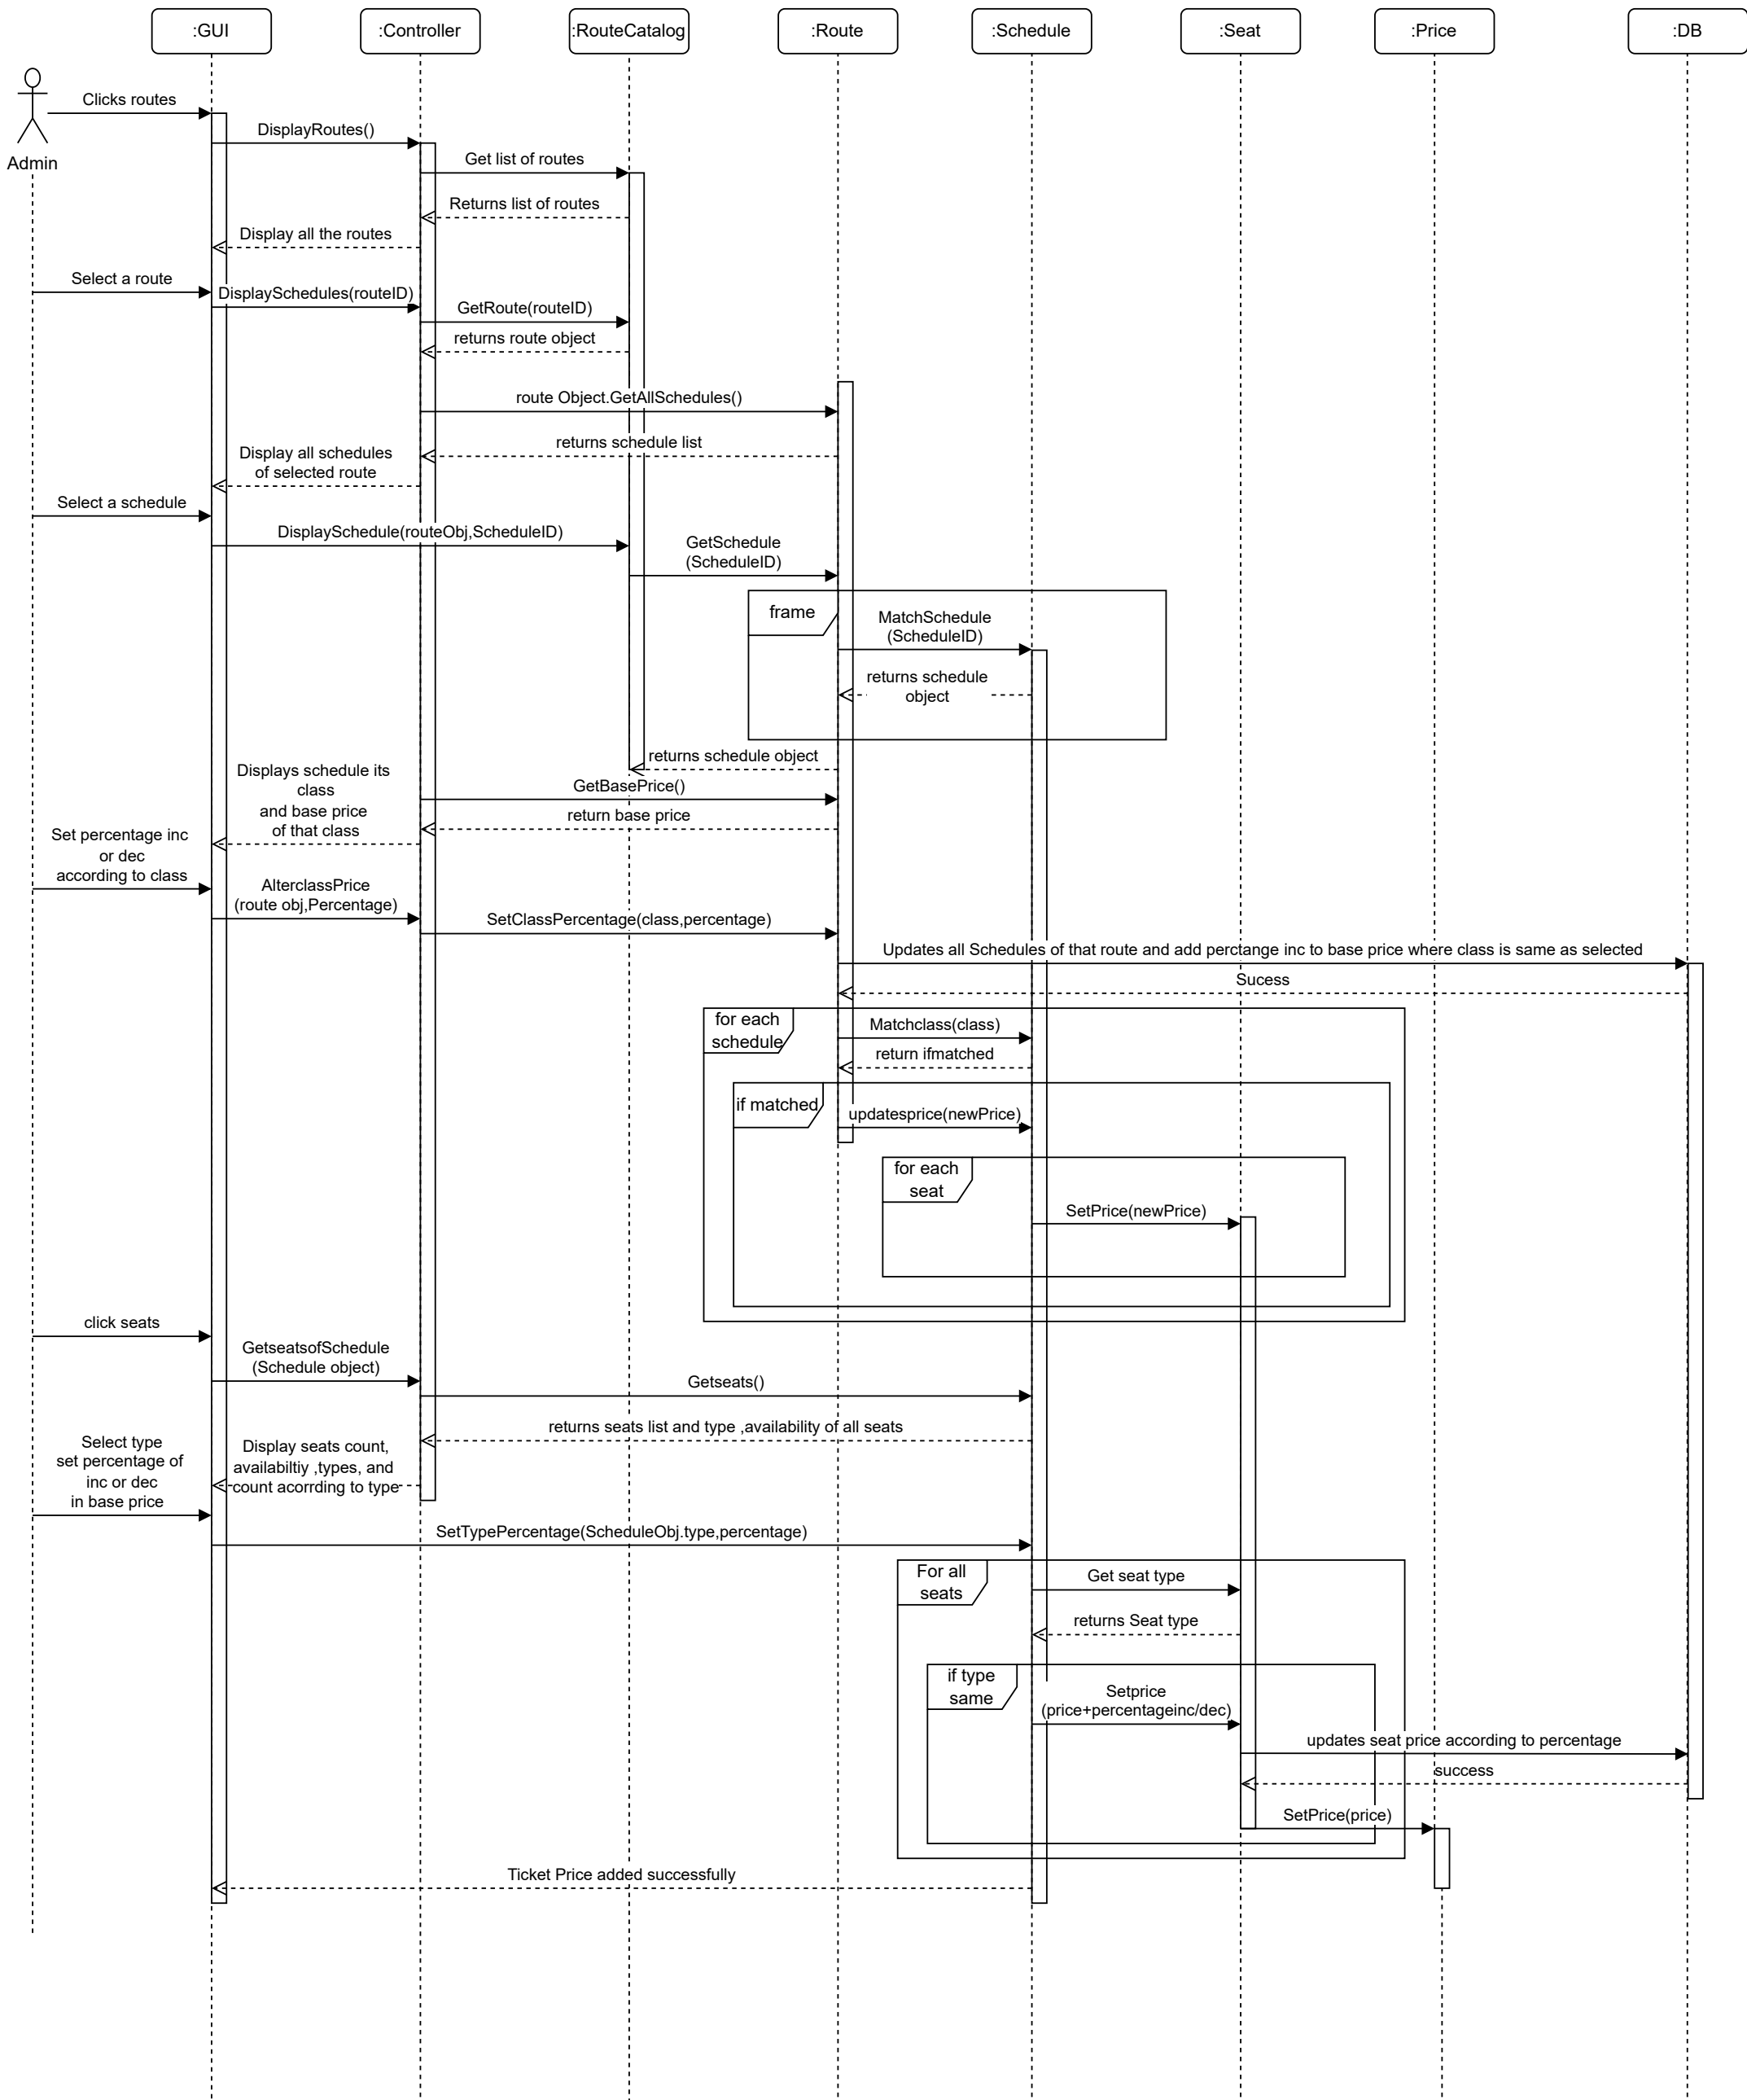 :GUI
:Controller
:RouteCatalog
:Route
:Schedule
:Seat
:Price
:DB
Admin
Clicks routes
DisplayRoutes()
Get list of routes
Returns list of routes
Display all the routes
Select a route
DisplaySchedules(routeID)
GetRoute(routeID)
returns route object
route Object.GetAllSchedules()
returns schedule list
Display all schedules
of selected route
Select a schedule
DisplaySchedule(routeObj,ScheduleID)
GetSchedule
(ScheduleID)
frame
MatchSchedule
(ScheduleID)
returns schedule
object
returns schedule object
GetBasePrice()
return base price
Displays schedule its
class
and base price
of that class
Set percentage inc
or dec
according to class
AlterclassPrice
(route obj,Percentage)
SetClassPercentage(class,percentage)
Updates all Schedules of that route and add perctange inc to base price where class is same as selected
Sucess
for each
schedule
Matchclass(class)
return ifmatched
if matched
updatesprice(newPrice)
for each
seat
SetPrice(newPrice)
click seats
GetseatsofSchedule
(Schedule object)
Getseats()
returns seats list and type ,availability of all seats
Display seats count,
availabiltiy ,types, and
count acorrding to type
Select type
set percentage of
inc or dec
in base price
SetTypePercentage(ScheduleObj.type,percentage)
For all
seats
Get seat type
returns Seat type
if type
same
Setprice
(price+percentageinc/dec)
updates seat price according to percentage
success
SetPrice(price)
Ticket Price added successfully